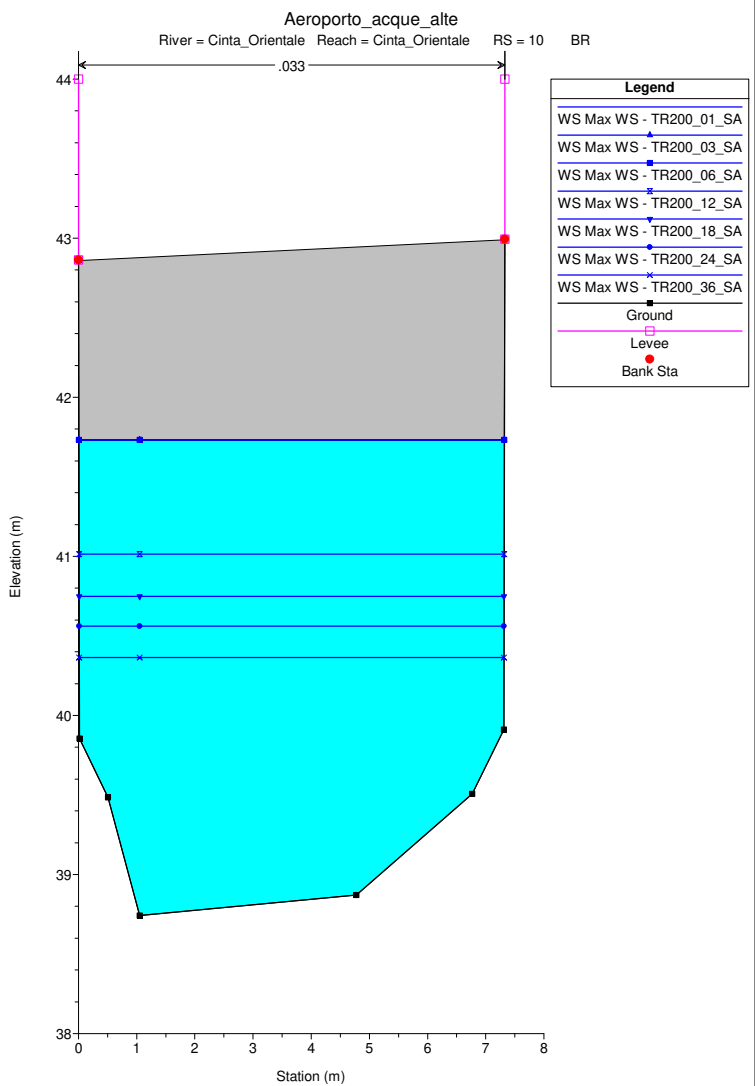 Aeroporto_acque_alte
River = Cinta_Orientale Reach = Cinta_Orientale RS = 10 BR
.033
44
43
42
41
40
39
38
0 1 2 3 4 5 6 7 8
Elevation (m)
Station (m)
Legend
WS Max WS - TR200_01_SA
WS Max WS - TR200_03_SA
WS Max WS - TR200_06_SA
WS Max WS - TR200_12_SA
WS Max WS - TR200_18_SA
WS Max WS - TR200_24_SA
WS Max WS - TR200_36_SA
Ground
Levee
Bank Sta